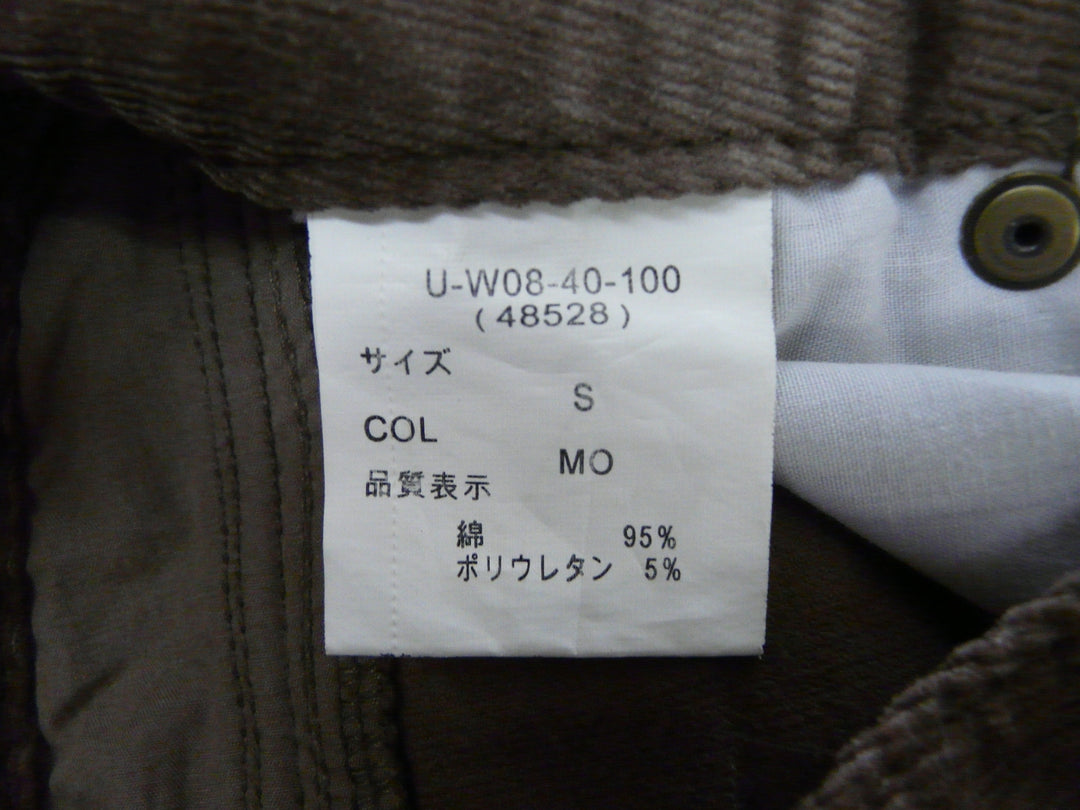 U-W08-40-100
(48528)
サイズ
S
COL
MO
品質表示
綿 95%
ポリウレタン 5%